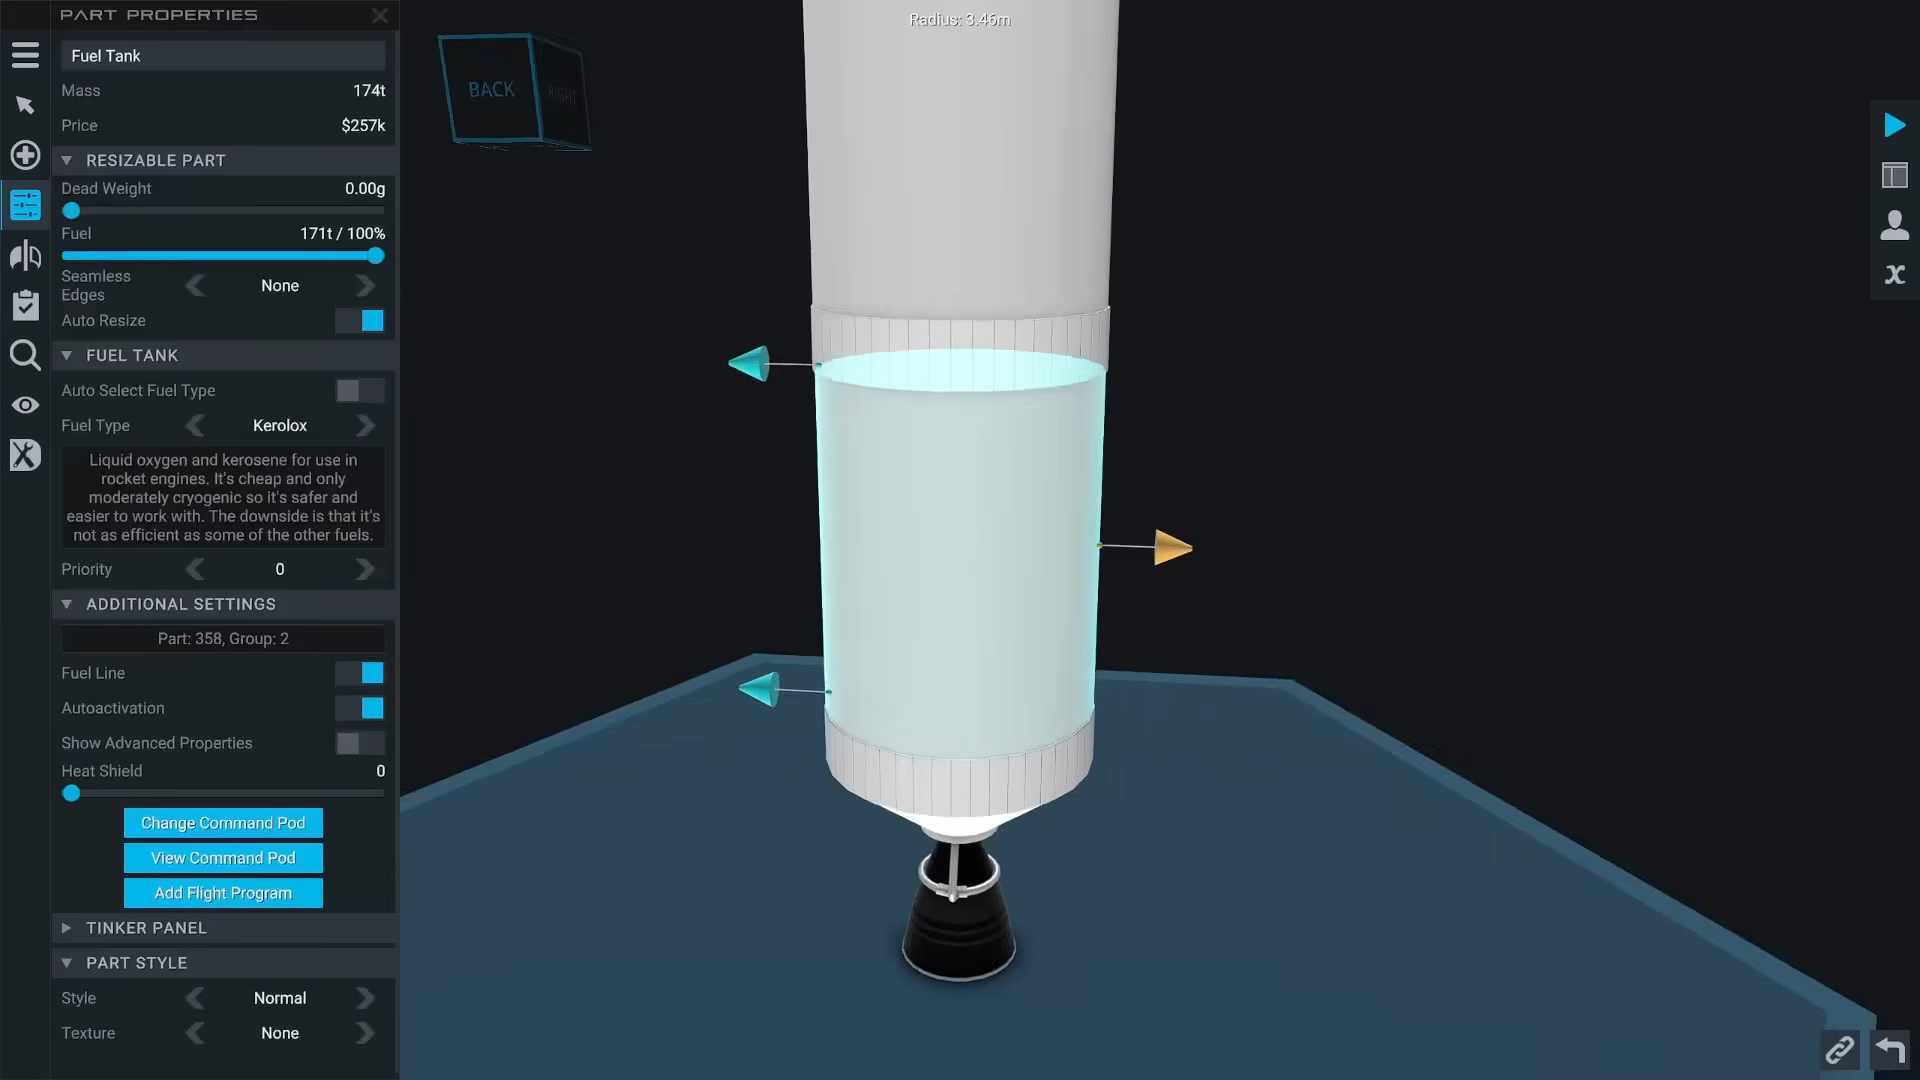 PART PROPERTIES
Radius: 3.46m
Fuel Tank
Mass 174t
Price $257k
BACK
RIGHT
RESIZABLE PART
Dead Weight 0.00g
Fuel 171t / 100%
Seamless
Edges
None
Auto Resize
FUEL TANK
Auto Select Fuel Type
Fuel Type Kerolox
Liquid oxygen and kerosene for use in
rocket engines. It's cheap and only
moderately cryogenic so it's safer and
easier to work with. The downside is that it's
not as efficient as some of the other fuels.
Priority 0
ADDITIONAL SETTINGS
Part: 358, Group: 2
Fuel Line
Autoactivation
Show Advanced Properties
Heat Shield 0
Change Command Pod
View Command Pod
Add Flight Program
TINKER PANEL
PART STYLE
Style Normal
Texture None